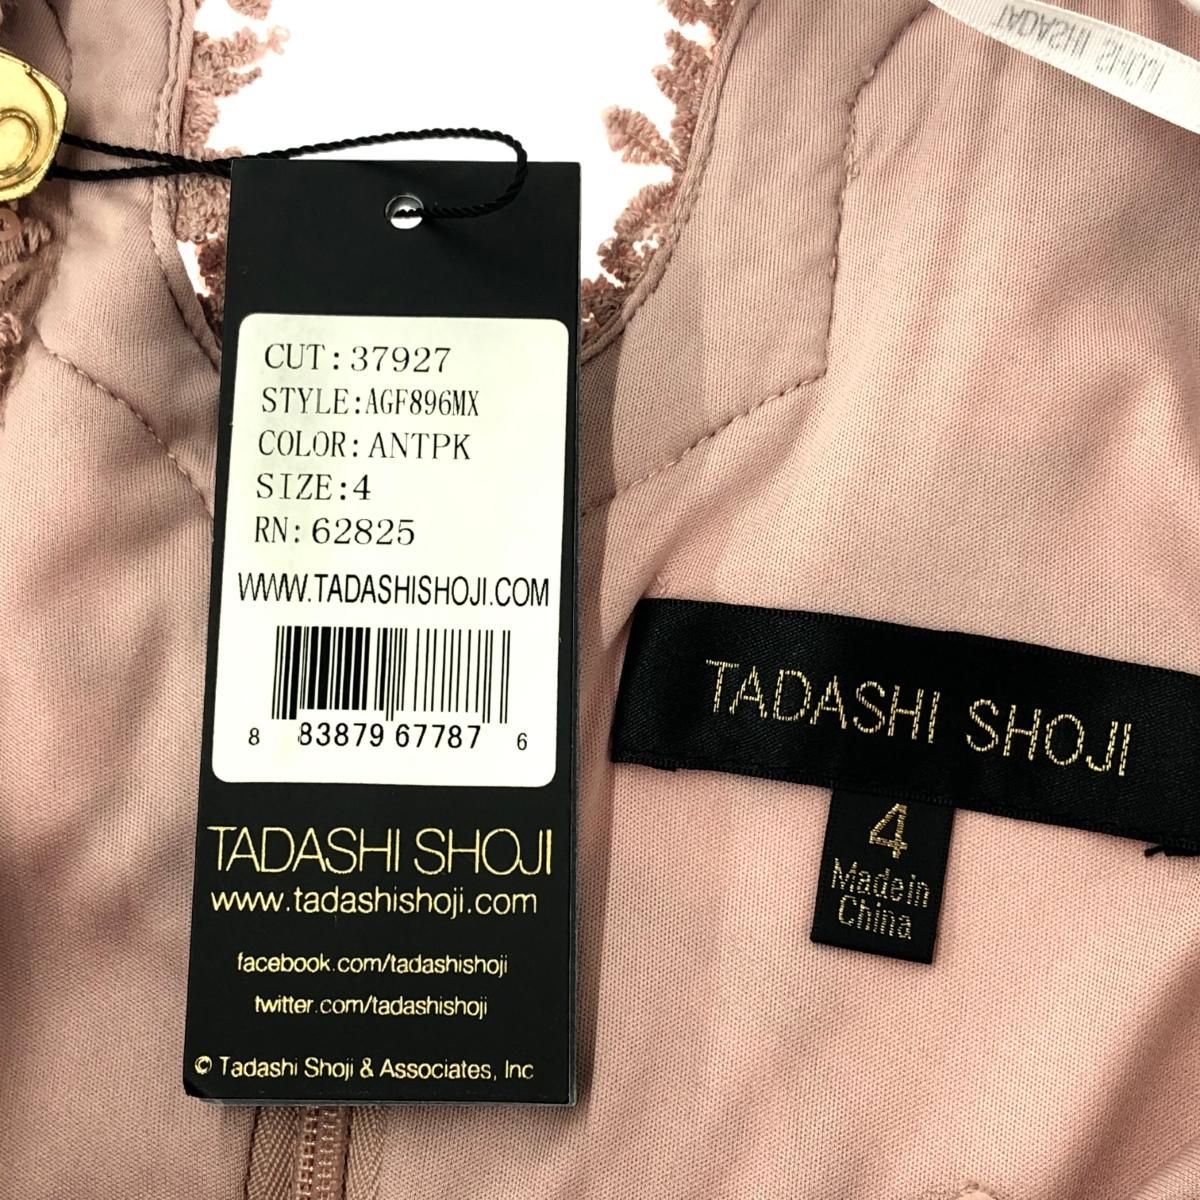 CUT: 37927
STYLE:AGF896MX
COLOR: ANTPK
SIZE:4
RN: 62825
WWW.TADASHISHOJI.COM
8 83879 67787 6
TADASHI SHOJI
www.tadashishoji.com
facebook.com/tadashishoji
twitter.com/tadashishoji
© Tadashi Shoji & Associates, Inc
TADASHI SHOJI
TADASHI SHOJI
4
Made in
China